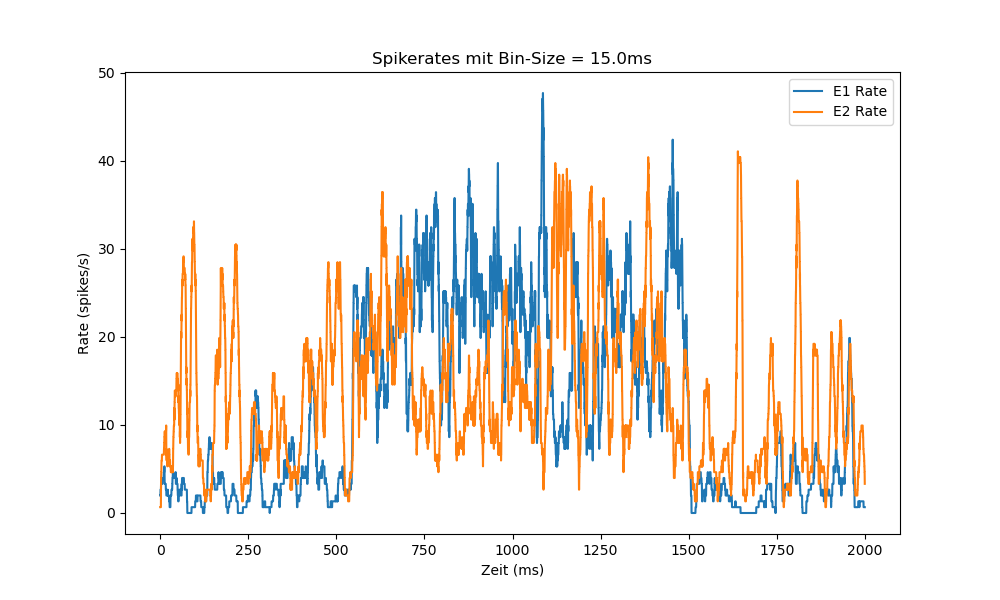 Spikerates mit Bin-Size = 15.0ms
E1 Rate
E2 Rate
Rate (spikes/s)
50
40
30
20
10
0
0 250 500 750 1000 1250 1500 1750 2000
Zeit (ms)